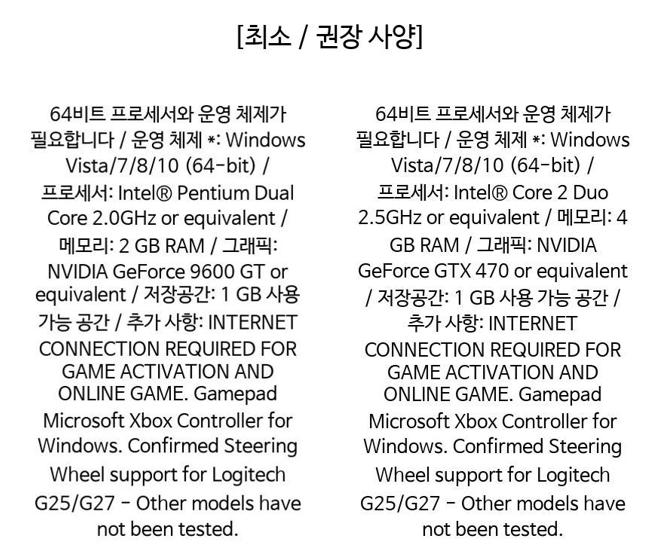 [최소 / 권장 사양]
64비트 프로세서와 운영 체제가
필요합니다 / 운영 체제 *: Windows
Vista/7/8/10 (64-bit) /
프로세서: Intel® Pentium Dual
Core 2.0GHz or equivalent /
메모리: 2 GB RAM / 그래픽:
NVIDIA GeForce 9600 GT or
equivalent / 저장공간: 1 GB 사용
가능 공간 / 추가 사항: INTERNET
CONNECTION REQUIRED FOR
GAME ACTIVATION AND
ONLINE GAME. Gamepad
Microsoft Xbox Controller for
Windows. Confirmed Steering
Wheel support for Logitech
G25/G27 - Other models have
not been tested.
64비트 프로세서와 운영 체제가
필요합니다 / 운영 체제 *: Windows
Vista/7/8/10 (64-bit) /
프로세서: Intel® Core 2 Duo
2.5GHz or equivalent / 메모리: 4
GB RAM / 그래픽: NVIDIA
GeForce GTX 470 or equivalent
/ 저장공간: 1 GB 사용 가능 공간 /
추가 사항: INTERNET
CONNECTION REQUIRED FOR
GAME ACTIVATION AND
ONLINE GAME. Gamepad
Microsoft Xbox Controller for
Windows. Confirmed Steering
Wheel support for Logitech
G25/G27 - Other models have
not been tested.